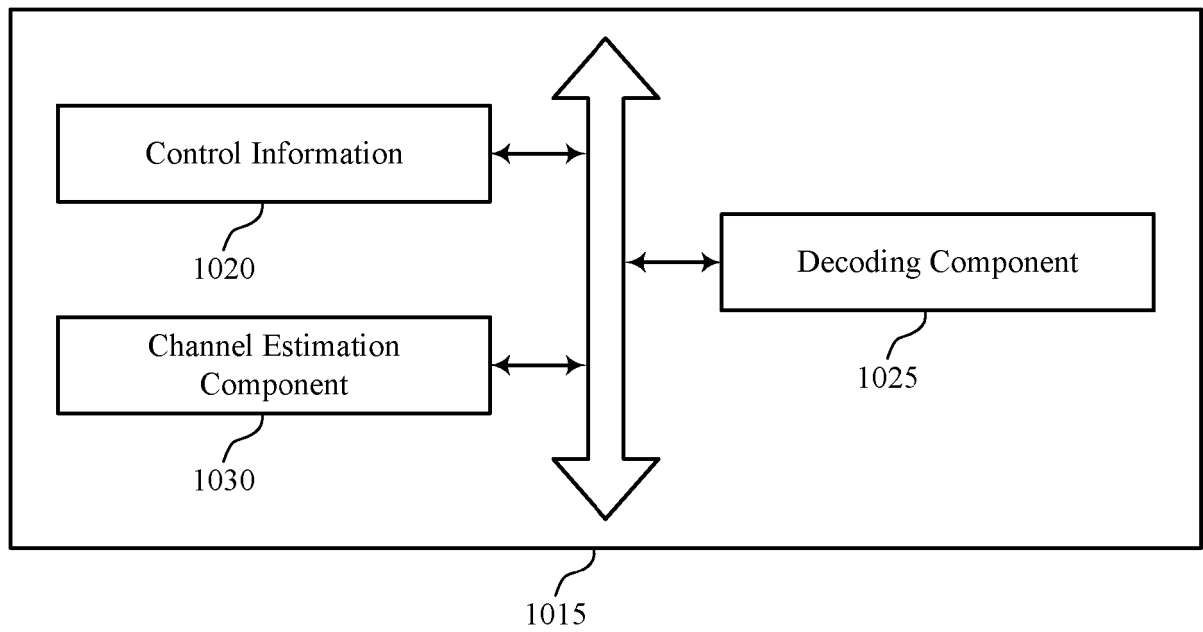 Control Information
1020
Decoding Component
1025
Channel Estimation
Component
1030
1015